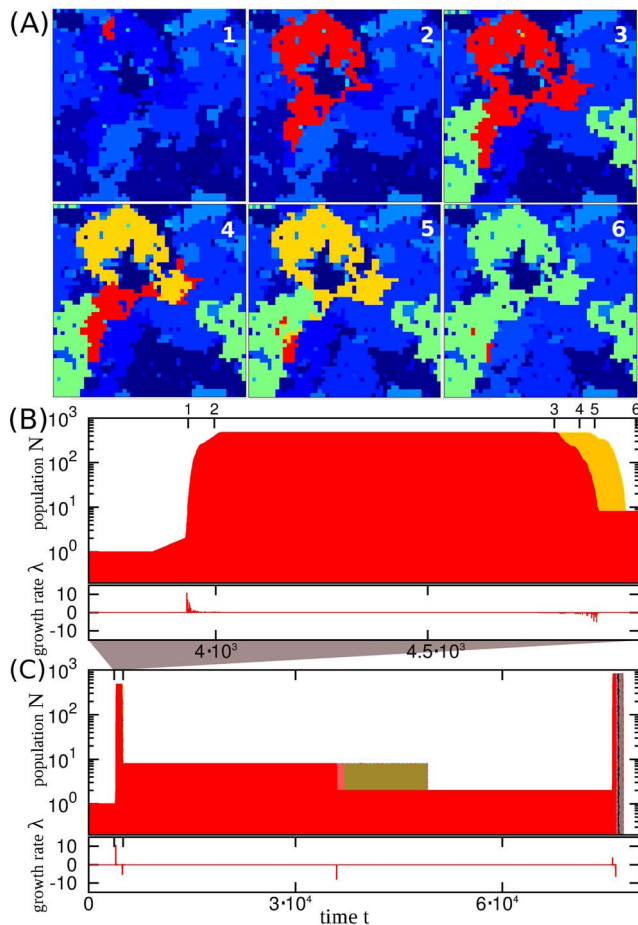 (A)
1
2
3
4
5
6
(B)
1 2 3 4 5 6
population N
10³
10²
10¹
10⁰
growth rate λ
10
0
-10
4·10³
4.5·10³
(C)
population N
10³
10²
10¹
10⁰
growth rate λ
10
0
-10
0
3·10⁴
6·10⁴
time t